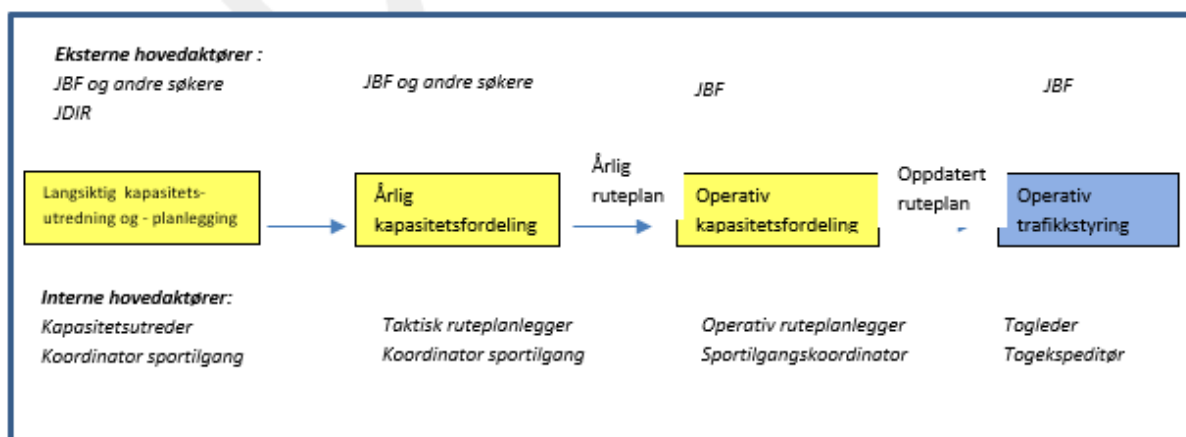 Eksterne hovedaktører :
JBF og andre søkere
JDIR
JBF og andre søkere
JBF
JBF
Langsiktig kapasitets-
utredning og - planlegging
Årlig
kapasitetsfordeling
Årlig
ruteplan
Operativ
kapasitetsfordeling
Oppdatert
ruteplan
Operativ
trafikkstyring
Interne hovedaktører:
Kapasitetsutreder
Koordinator sportilgang
Taktisk ruteplanlegger
Koordinator sportilgang
Operativ ruteplanlegger
Sportilgangskoordinator
Togleder
Togekspeditør